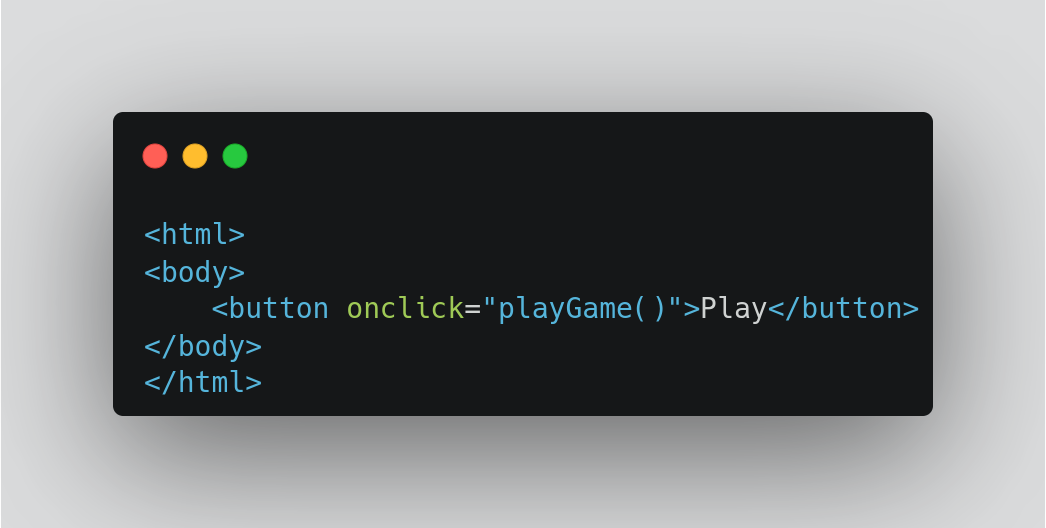 <html>
<body>
    <button onclick="playGame()">Play</button>
</body>
</html>